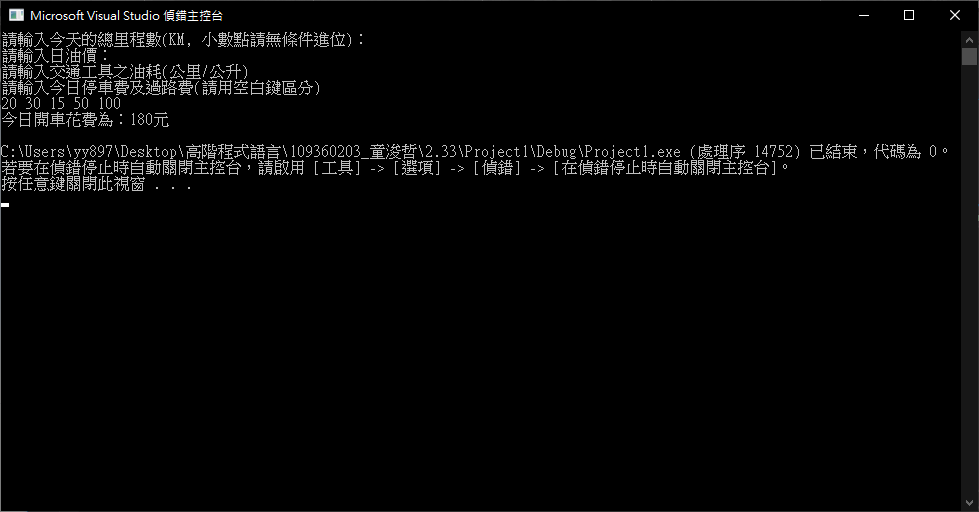 Microsoft Visual Studio 偵錯主控台
請輸入今天的總里程數(KM, 小數點請無條件進位)：
請輸入日油價：
請輸入交通工具之油耗(公里/公升)
請輸入今日停車費及過路費(請用空白鍵區分)
20 30 15 50 100
今日開車花費為：180元
C:\Users\yy897\Desktop\高階程式語言\109360203_童浚哲\2.33\Project1\Debug\Project1.exe (處理序 14752) 已結束，代碼為 0。
若要在偵錯停止時自動關閉主控台，請啟用 [工具] -> [選項] -> [偵錯] -> [在偵錯停止時自動關閉主控台]。
按任意鍵關閉此視窗 . . .